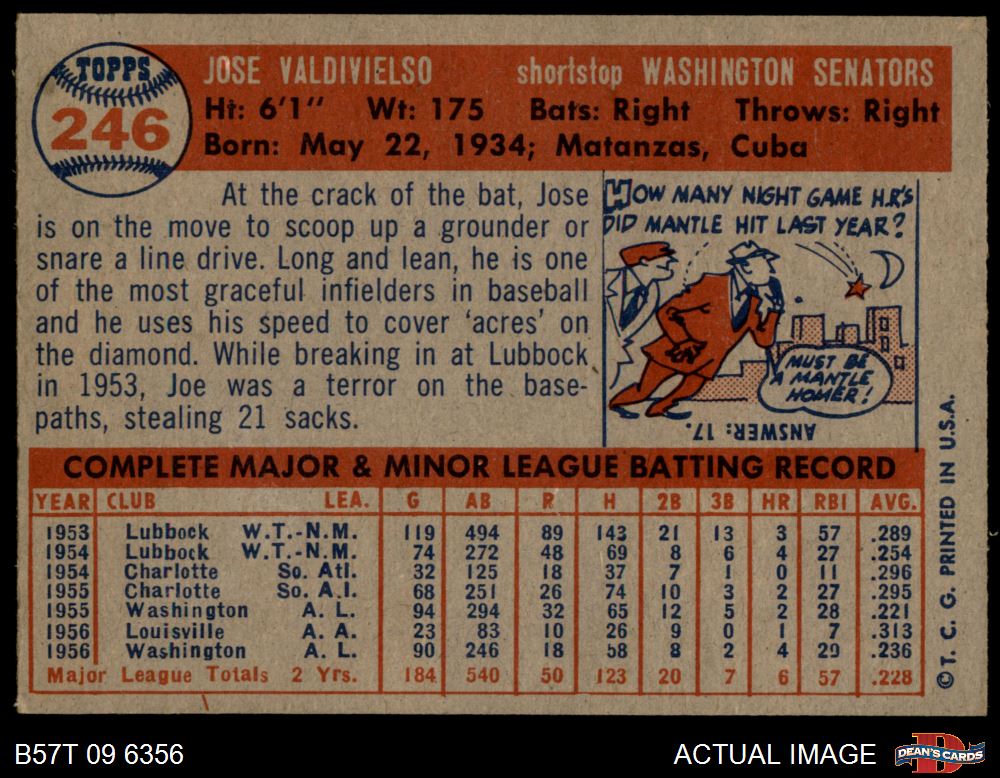 TOPPS
246
JOSE VALDIVIELSO shortstop WASHINGTON SENATORS
Ht: 6'1" Wt: 175 Bats: Right Throws: Right
Born: May 22, 1934; Matanzas, Cuba
At the crack of the bat, Jose
is on the move to scoop up a grounder or
snare a line drive. Long and lean, he is one
of the most graceful infielders in baseball
and he uses his speed to cover 'acres' on
the diamond. While breaking in at Lubbock
in 1953, Joe was a terror on the base-
paths, stealing 21 sacks.
HOW MANY NIGHT GAME H.R'S
DID MANTLE HIT LAST YEAR?
MUST BE
A MANTLE
HOMER!
ANSWER: 17.
COMPLETE MAJOR & MINOR LEAGUE BATTING RECORD
YEAR CLUB LEA. G AB R H 2B 3B HR RBI AVG.
1953 Lubbock W.T.-N.M. 119 494 89 143 21 13 3 57 .289
1954 Lubbock W.T.-N.M. 74 272 48 69 8 6 4 27 .254
1954 Charlotte So. Atl. 32 125 18 37 7 1 0 11 .296
1955 Charlotte So. A.l. 68 251 26 74 10 3 2 27 .295
1955 Washington A. L. 94 294 32 65 12 5 2 28 .221
1956 Louisville A. A. 23 83 10 26 9 0 1 7 .313
1956 Washington A. L. 90 246 18 58 8 2 4 29 .236
Major League Totals 2 Yrs. 184 540 50 123 20 7 6 57 .228
©T. C. G. PRINTED IN U.S.A.
B57T 09 6356 ACTUAL IMAGE
D
DEAN'S CARDS